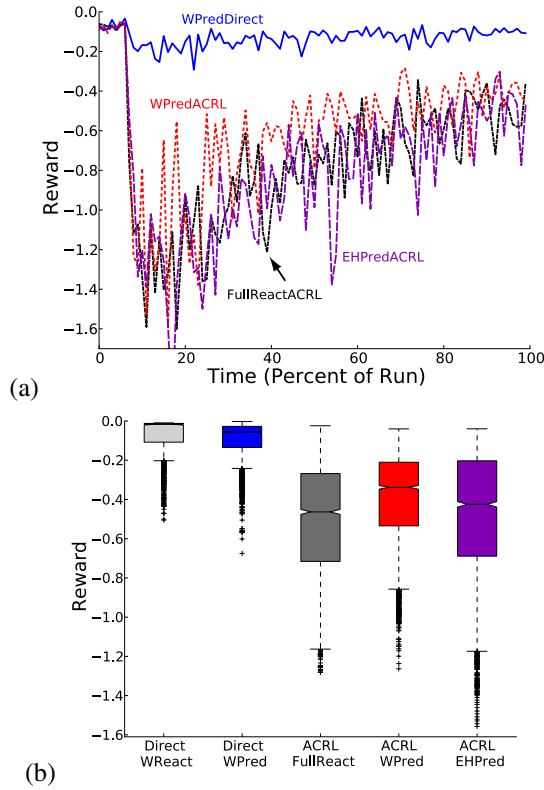 0.0
−0.2
−0.4
−0.6
−0.8
−1.0
−1.2
−1.4
−1.6
Reward
WPredDirect
WPredACRL
EHPredACRL
FullReactACRL
0 20 40 60 80 100
Time (Percent of Run)
(a)
0.0
−0.2
−0.4
−0.6
−0.8
−1.0
−1.2
−1.4
−1.6
Reward
Direct Direct ACRL ACRL ACRL
WReact WPred FullReact WPred EHPred
(b)